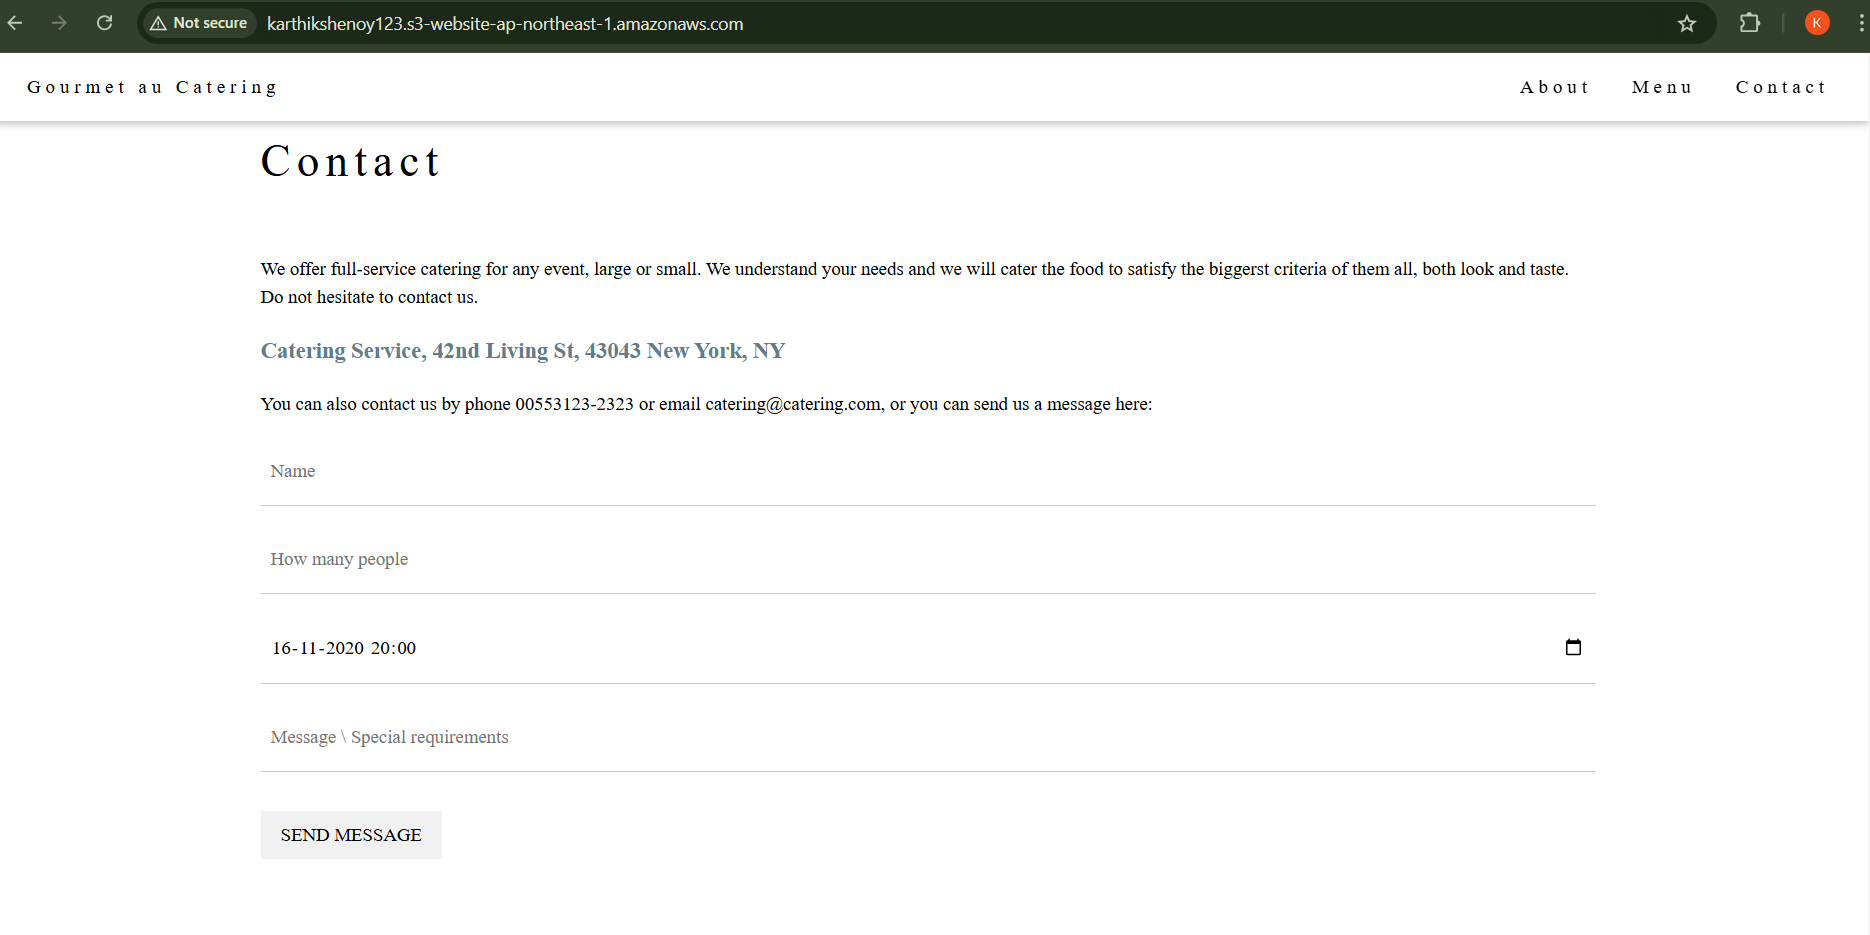 Not secure karthikshenoy123.s3-website-ap-northeast-1.amazonaws.com K
Gourmet au Catering About Menu Contact
Contact
We offer full-service catering for any event, large or small. We understand your needs and we will cater the food to satisfy the biggerst criteria of them all, both look and taste.
Do not hesitate to contact us.
Catering Service, 42nd Living St, 43043 New York, NY
You can also contact us by phone 00553123-2323 or email catering@catering.com, or you can send us a message here:
Name
How many people
16-11-2020 20:00
Message \ Special requirements
SEND MESSAGE